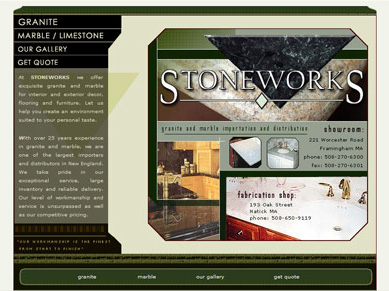 GRANITE
MARBLE / LIMESTONE
OUR GALLERY
GET QUOTE
At STONEWORKS we offer
exquisite granite and marble
for interior and exterior decor,
flooring and furniture. Let us
help you create an environment
suited to your personal taste.
With over 25 years experience
in granite and marble, we are
one of the largest importers
and distributors in New England.
We take pride in our
exceptional service, large
inventory and reliable delivery.
Our level of workmanship and
service is unsurpassed as well
as our competitive pricing.
"OUR WORKMANSHIP IS THE FINEST
FROM START TO FINISH"
STONEWORKS
granite and marble importation and distribution
showroom:
221 Worcester Road
Framingham MA
phone: 508-270-6300
fax: 508-270-6301
fabrication shop:
193 Oak Street
Natick MA
phone: 508-650-9119
granite marble our gallery get quote